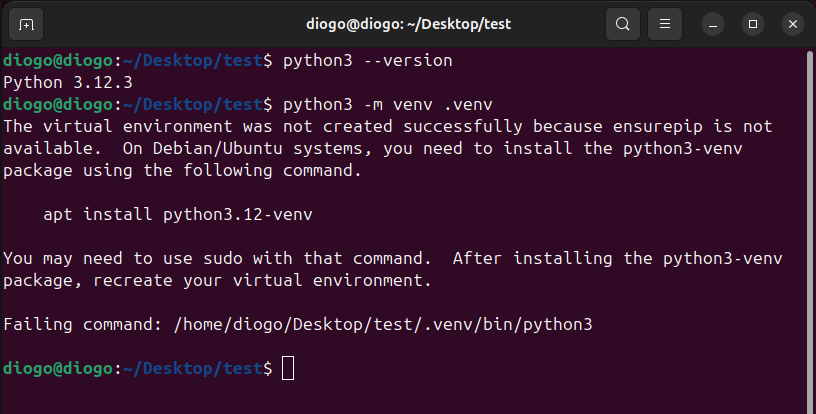 diogo@diogo: ~/Desktop/test
diogo@diogo:~/Desktop/test$ python3 --version
Python 3.12.3
diogo@diogo:~/Desktop/test$ python3 -m venv .venv
The virtual environment was not created successfully because ensurepip is not
available.  On Debian/Ubuntu systems, you need to install the python3-venv
package using the following command.

    apt install python3.12-venv

You may need to use sudo with that command.  After installing the python3-venv
package, recreate your virtual environment.

Failing command: /home/diogo/Desktop/test/.venv/bin/python3

diogo@diogo:~/Desktop/test$